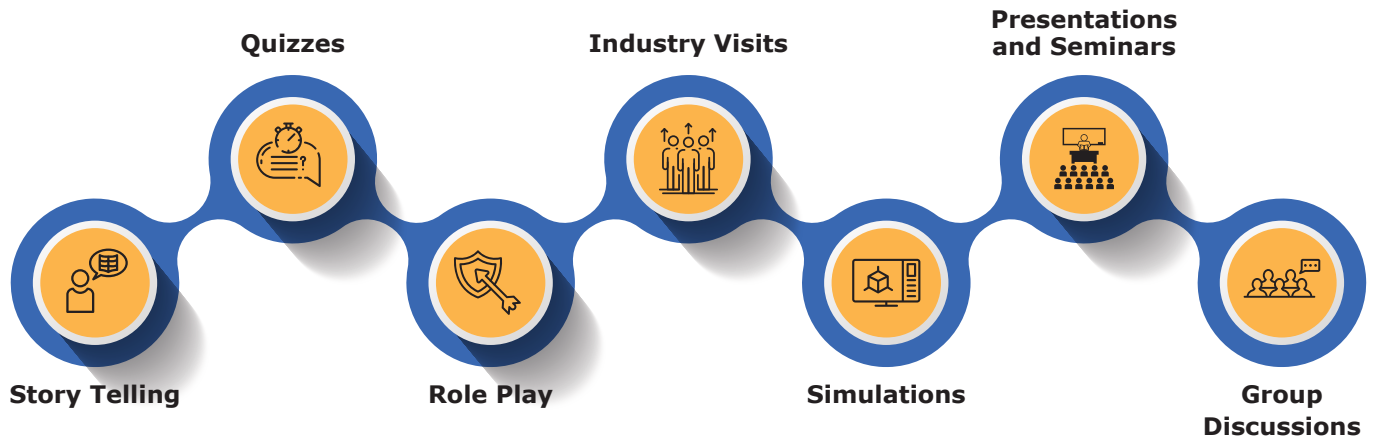 Story Telling
Quizzes
Role Play
Industry Visits
Simulations
Presentations
and Seminars
Group
Discussions